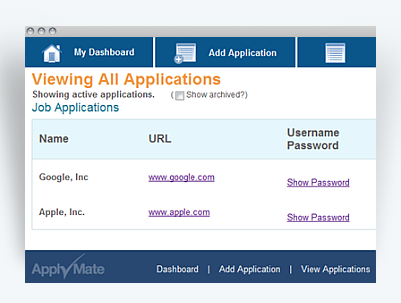 My Dashboard
Add Application
Viewing All Applications
Showing active applications. ( Show archived?)
Job Applications
Name URL Username Password
Google, Inc www.google.com Show Password
Apple, Inc. www.apple.com Show Password
ApplyMate Dashboard | Add Application | View Applications